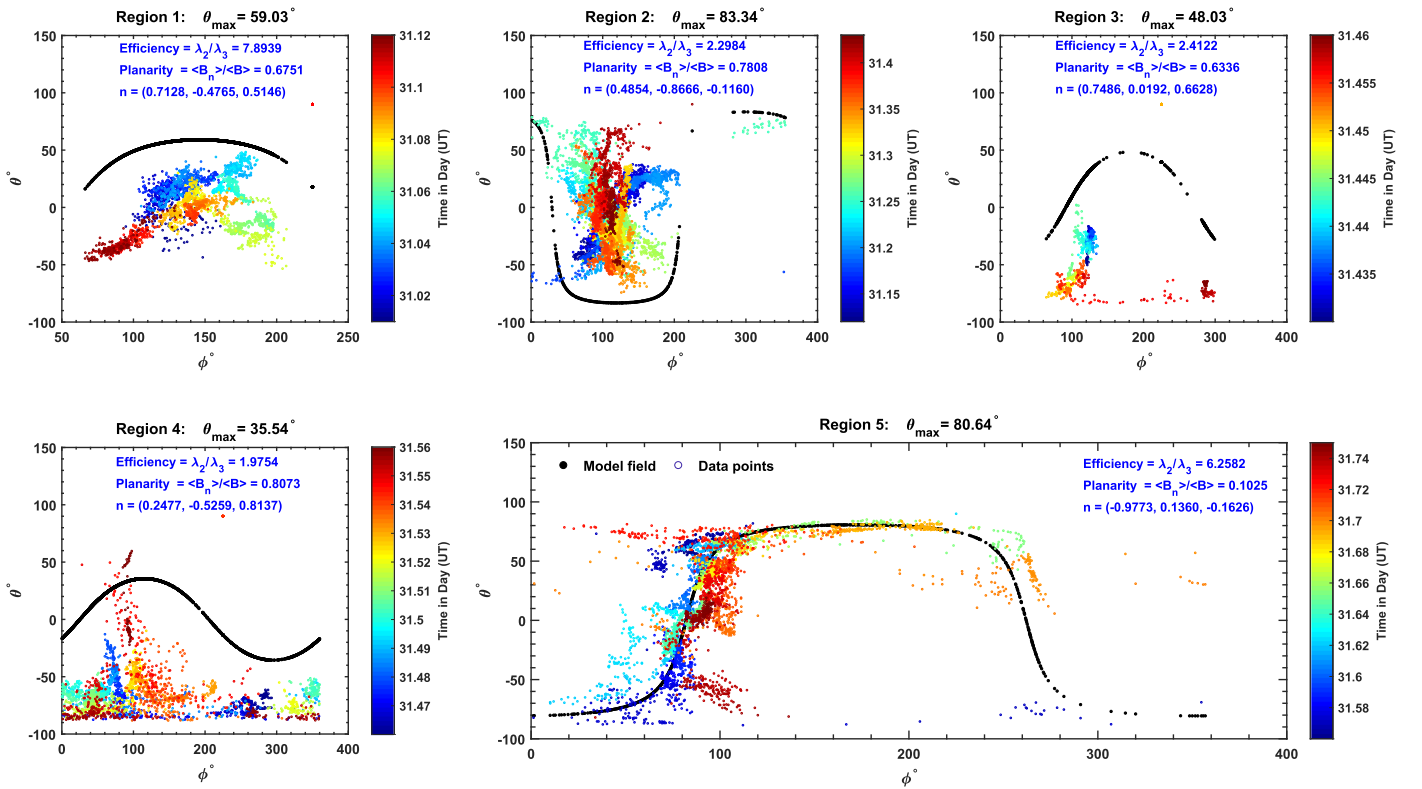 Region 1: θmax = 59.03°
Efficiency = λ2/λ3 = 7.8939
Planarity = <Bn>/<B> = 0.6751
n = (0.7128, -0.4765, 0.5146)
150
100
50
0
-50
-100
θ°
50
100
150
200
250
ϕ°
31.12
31.1
31.08
31.06
31.04
31.02
Time in Day (UT)
Region 2: θmax = 83.34°
Efficiency = λ2/λ3 = 2.2984
Planarity = <Bn>/<B> = 0.7808
n = (0.4854, -0.8666, -0.1160)
150
100
50
0
-50
-100
θ°
0
100
200
300
400
ϕ°
31.4
31.35
31.3
31.25
31.2
31.15
Time in Day (UT)
Region 3: θmax = 48.03°
Efficiency = λ2/λ3 = 2.4122
Planarity = <Bn>/<B> = 0.6336
n = (0.7486, 0.0192, 0.6628)
150
100
50
0
-50
-100
θ°
0
100
200
300
400
ϕ°
31.46
31.455
31.45
31.445
31.44
31.435
Time in Day (UT)
Region 4: θmax = 35.54°
Efficiency = λ2/λ3 = 1.9754
Planarity = <Bn>/<B> = 0.8073
n = (0.2477, -0.5259, 0.8137)
150
100
50
0
-50
-100
θ°
0
100
200
300
400
ϕ°
31.56
31.55
31.54
31.53
31.52
31.51
31.5
31.49
31.48
31.47
Time in Day (UT)
Region 5: θmax = 80.64°
Model field
Data points
Efficiency = λ2/λ3 = 6.2582
Planarity = <Bn>/<B> = 0.1025
n = (-0.9773, 0.1360, -0.1626)
150
100
50
0
-50
-100
θ°
0
100
200
300
400
ϕ°
31.74
31.72
31.7
31.68
31.66
31.64
31.62
31.6
31.58
Time in Day (UT)